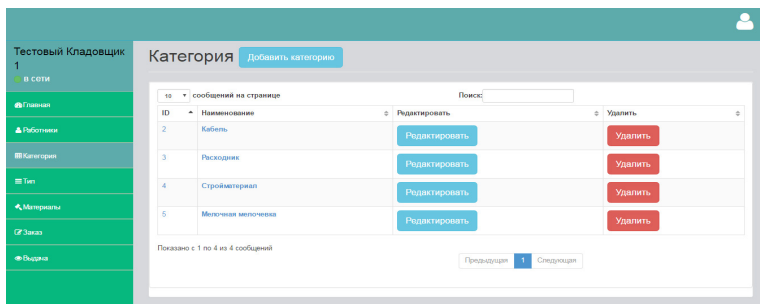 Тестовый Кладовщик
1
в сети
Главная
Работники
Категория
Тип
Материалы
Заказ
Выдача
Категория Добавить категорию
10 сообщений на странице Поиск:
ID Наименование Редактировать Удалить
2 Кабель Редактировать Удалить
3 Расходник Редактировать Удалить
4 Стройматериал Редактировать Удалить
5 Мелочная мелочевка Редактировать Удалить
Показано с 1 по 4 из 4 сообщений
Предыдущая 1 Следующая